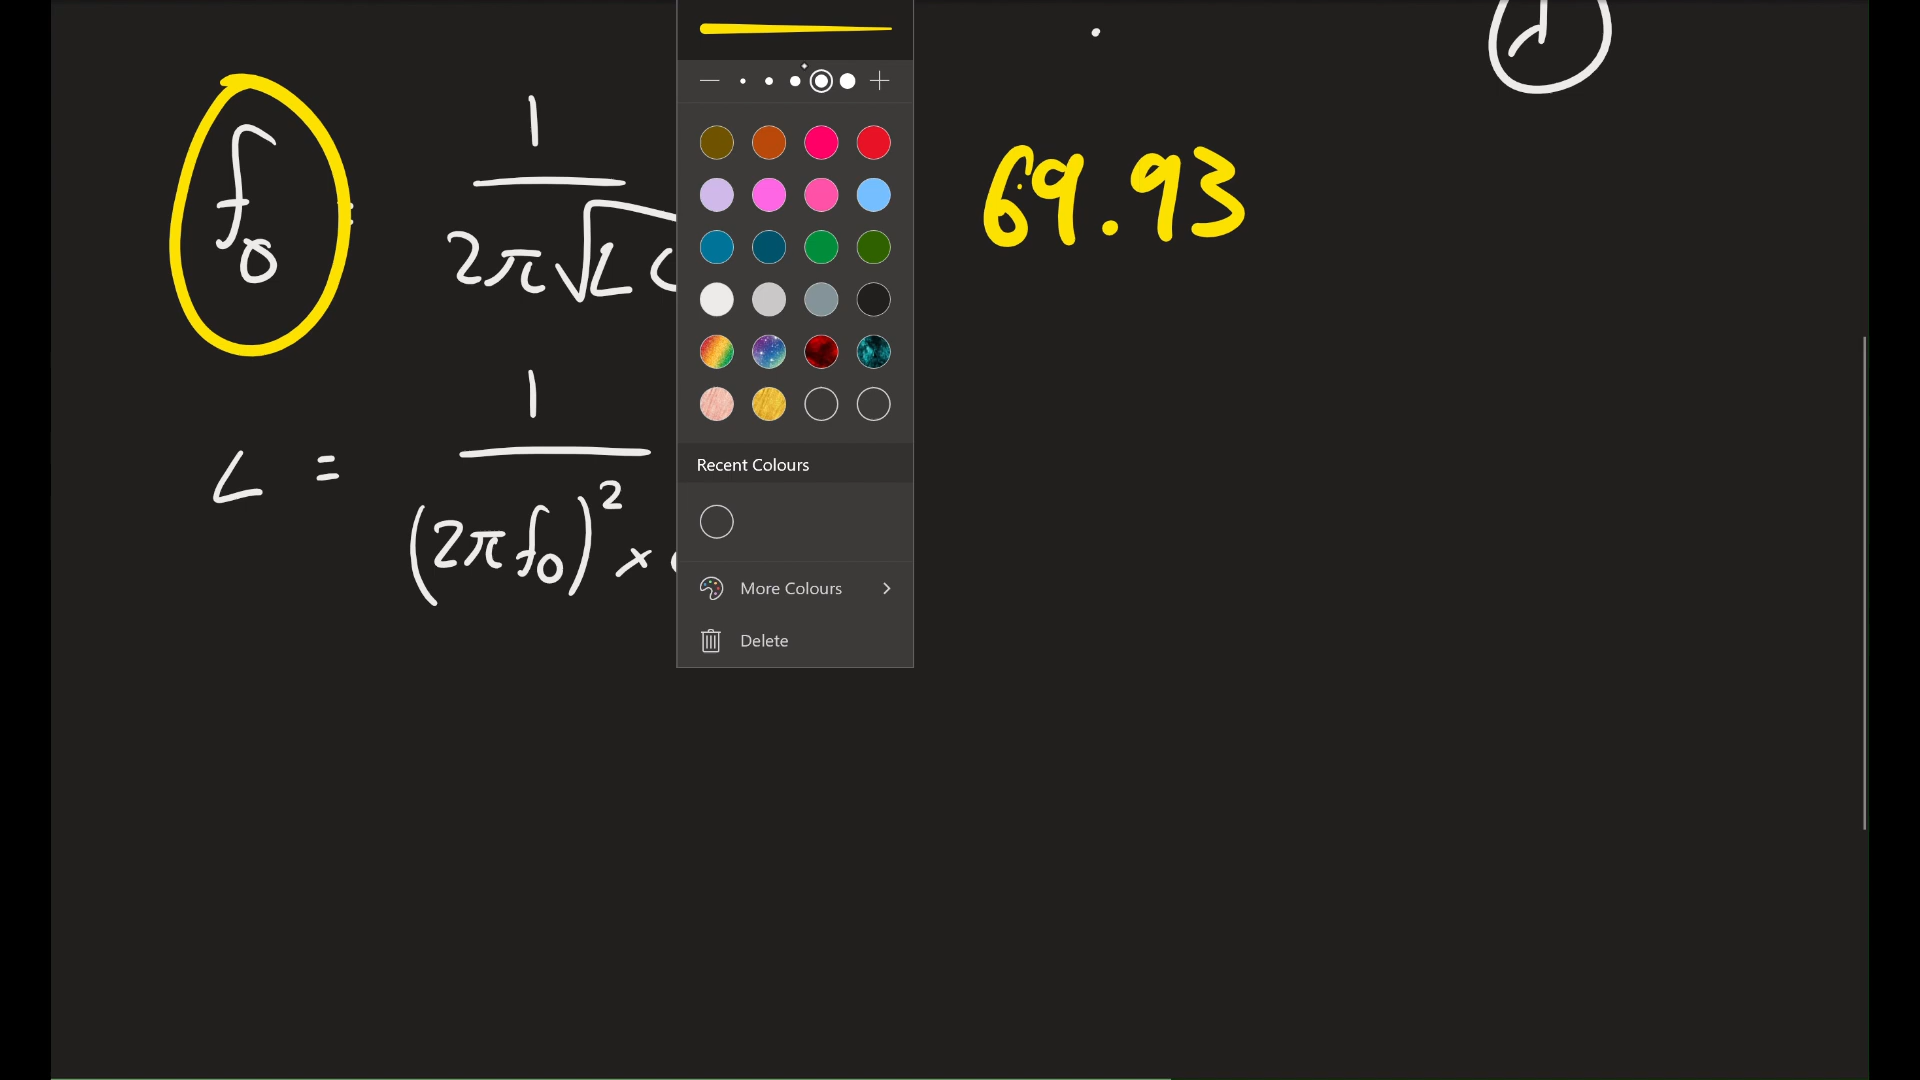 f₀ 1 69.93
2π√LC
L = 1
(2πf₀)² ×
Recent Colours
More Colours
Delete